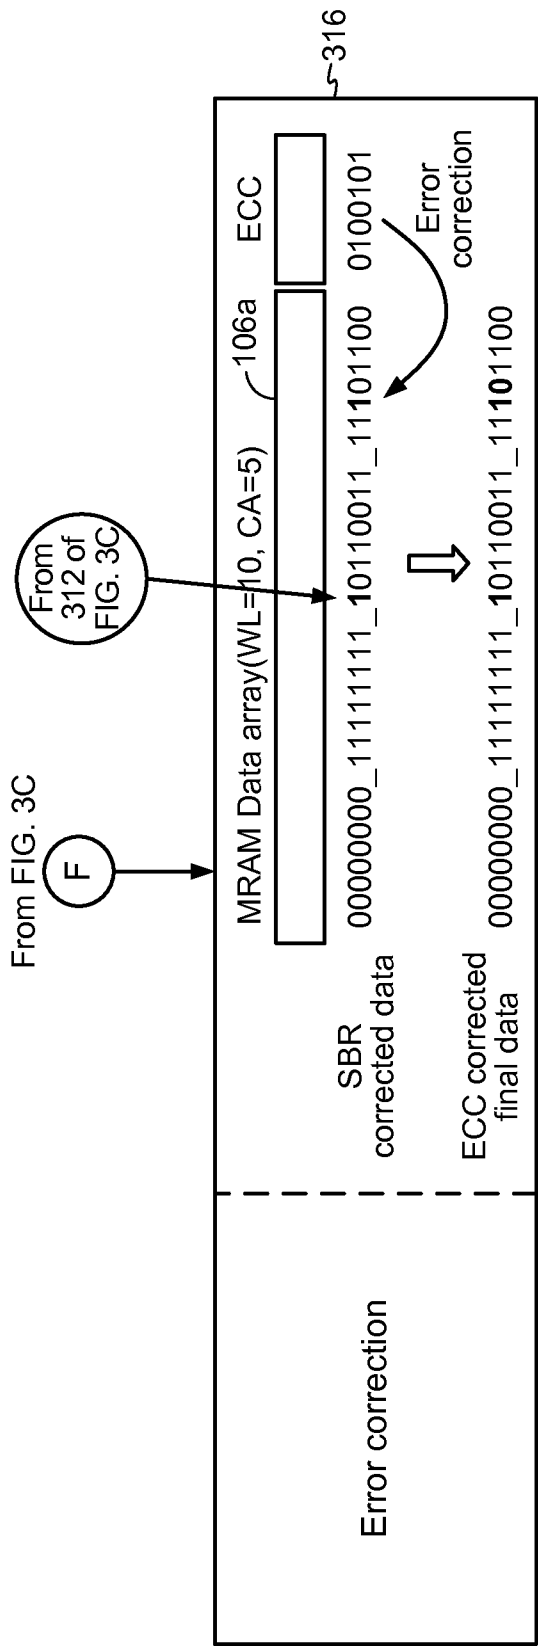 From FIG. 3C
F
From
312 of
FIG. 3C
316
MRAM Data array(WL=10, CA=5)
106a
ECC
SBR
corrected data
00000000_11111111_10110011_11101100
0100101
Error
correction
ECC corrected
final data
00000000_11111111_10110011_11101100
Error correction